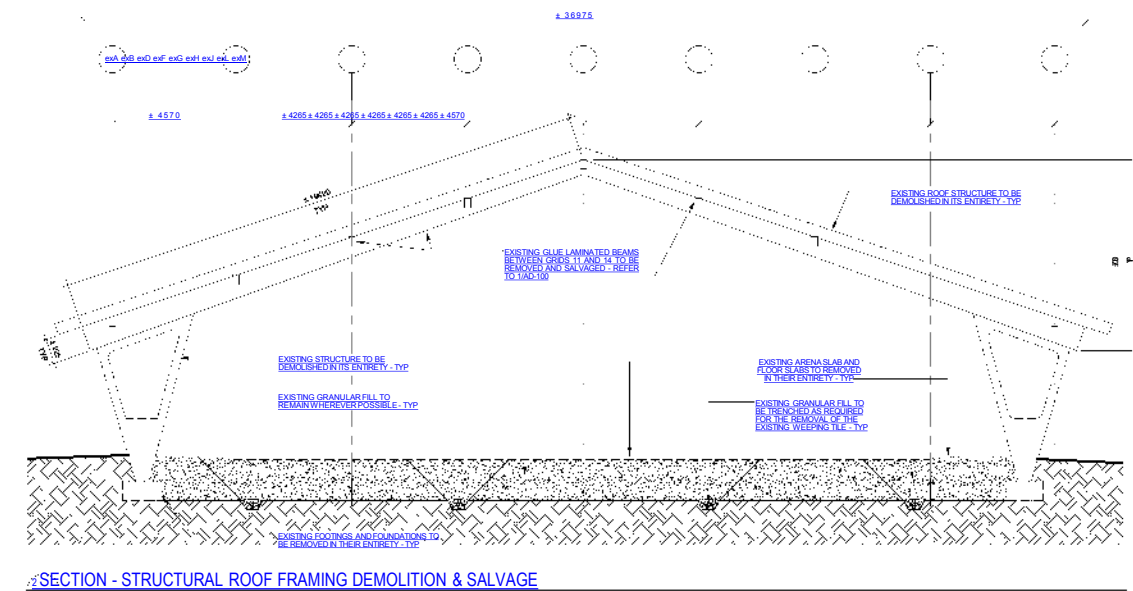 ± 36975
exA exB exD exF exG exH exJ exL exM
± 4570
± 4265 ± 4265 ± 4265 ± 4265 ± 4265 ± 4265 ± 4570
EXISTING ROOF STRUCTURE TO BE
DEMOLISHED IN ITS ENTIRETY - TYP
EXISTING GLUE LAMINATED BEAMS
BETWEEN GRIDS 11 AND 14 TO BE
REMOVED AND SALVAGED - REFER
TO 1/AD-100
TYP
EXISTING STRUCTURE TO BE
DEMOLISHED IN ITS ENTIRETY - TYP
EXISTING ARENA SLAB AND
FLOOR SLABS TO REMOVED
IN THEIR ENTIRETY - TYP
EXISTING GRANULAR FILL TO
REMAIN WHEREVER POSSIBLE - TYP
EXISTING GRANULAR FILL TO
BE TRENCHED AS REQUIRED
FOR THE REMOVAL OF THE
EXISTING WEEPING TILE - TYP
EXISTING FOOTINGS AND FOUNDATIONS TO
BE REMOVED IN THEIR ENTIRETY - TYP
2 SECTION - STRUCTURAL ROOF FRAMING DEMOLITION & SALVAGE